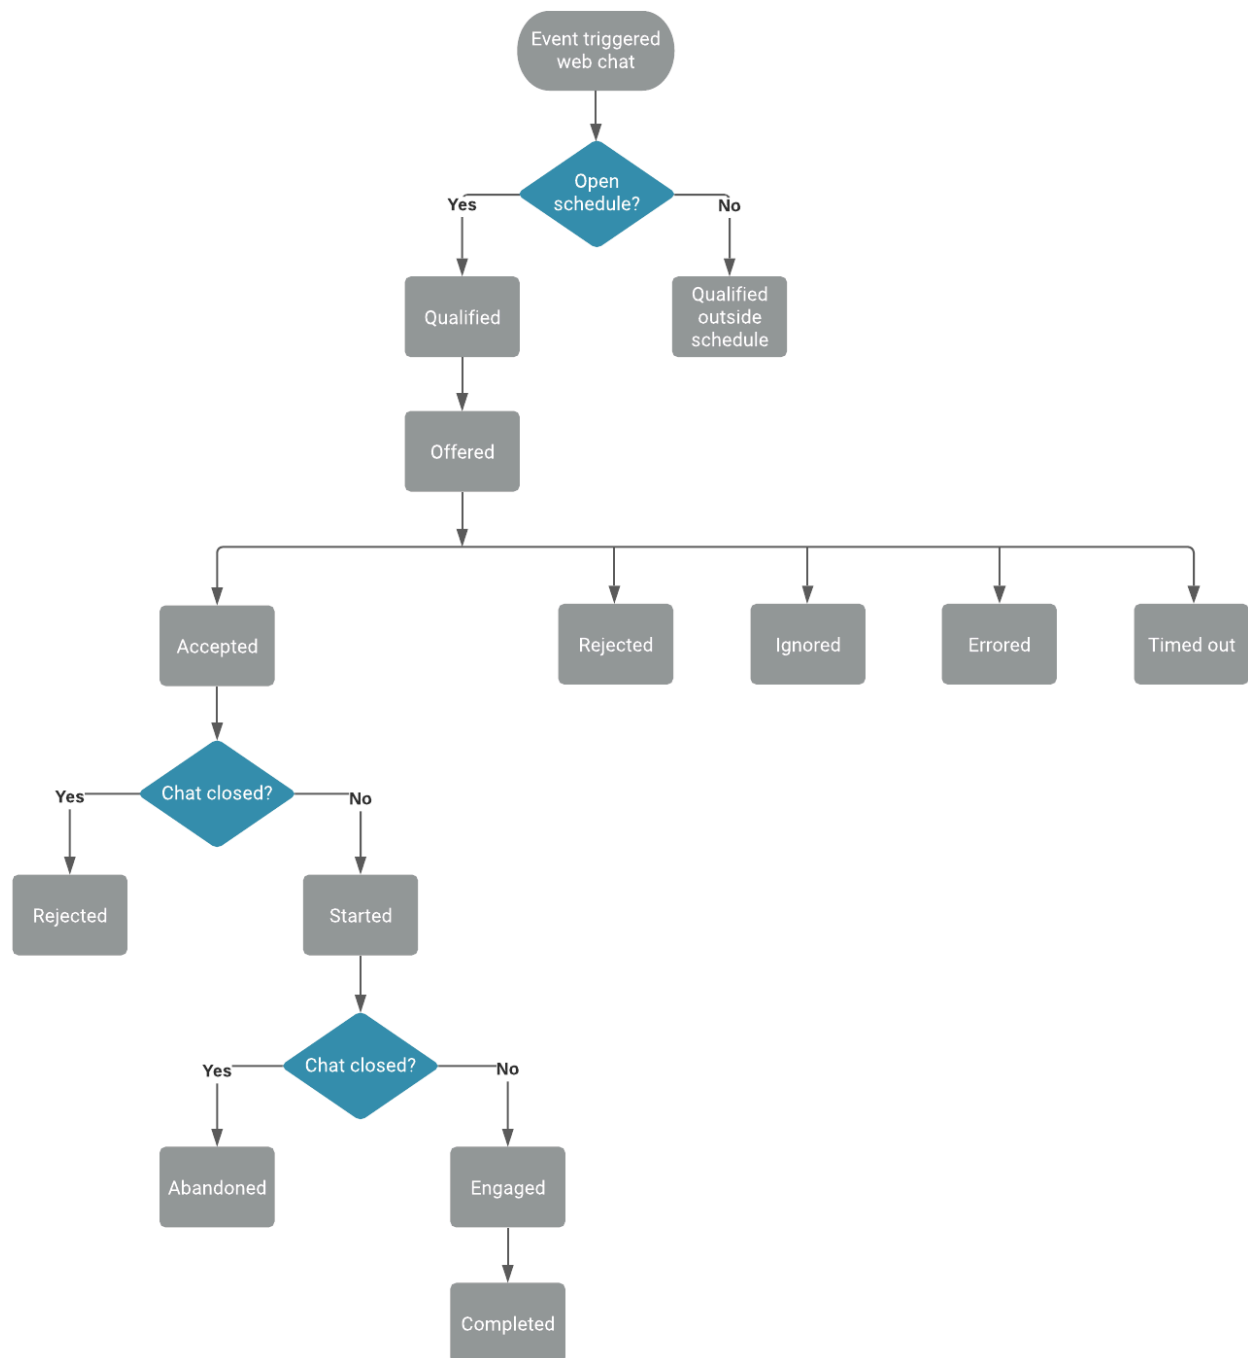 Event triggered
web chat
Open
schedule?
Yes
No
Qualified
Qualified
outside
schedule
Offered
Accepted
Rejected
Ignored
Errored
Timed out
Chat closed?
Yes
No
Rejected
Started
Chat closed?
Yes
No
Abandoned
Engaged
Completed